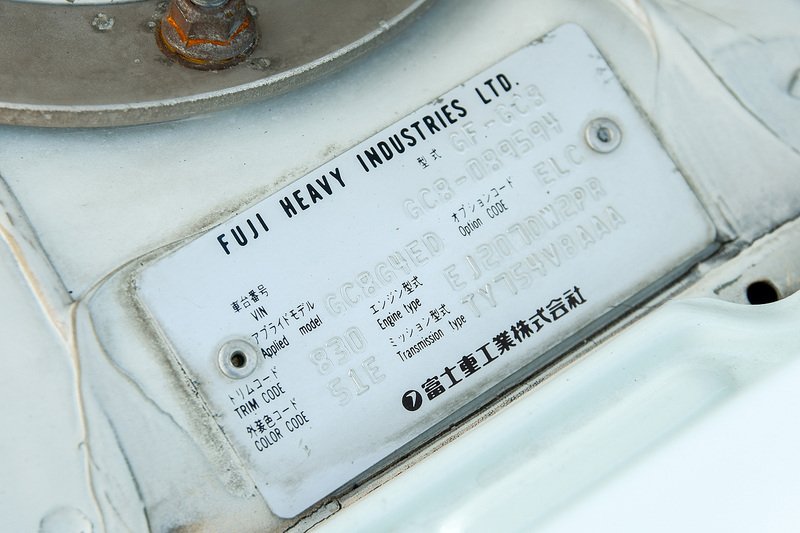 FUJI HEAVY INDUSTRIES LTD.
型式 GF-GC8
車台番号
VIN GC8-089594
アプライドモデル
Applied model GC8G4ED
オプションコード
Option CODE ELC
エンジン型式
Engine type EJ207DW2PR
トリムコード
TRIM CODE 830
ミッション型式
Transmission type TY754VBAAA
外装色コード
COLOR CODE 51E
富士重工業株式会社